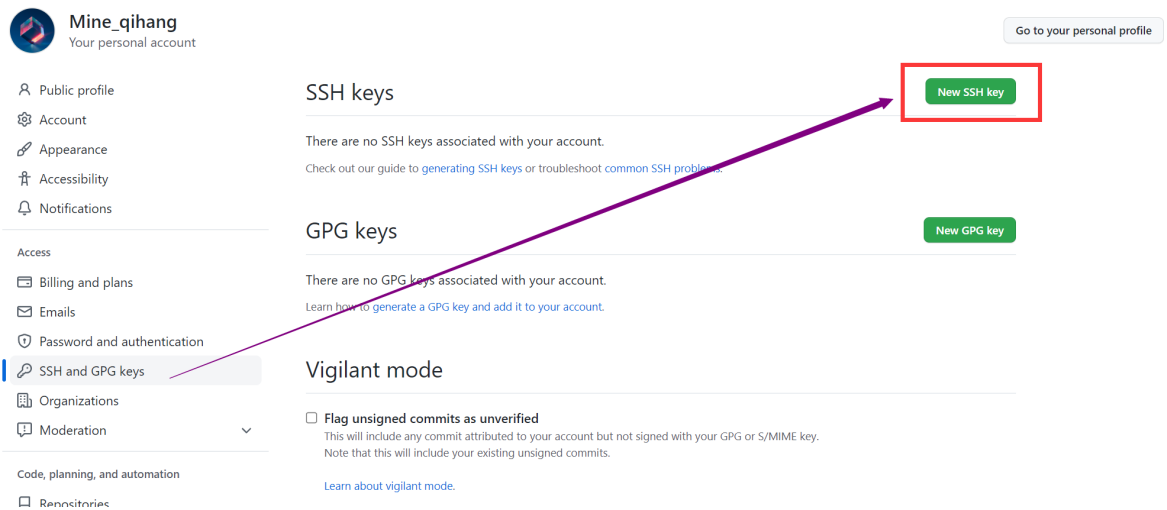 Mine_qihang
Your personal account
Go to your personal profile
Public profile
Account
Appearance
Accessibility
Notifications
Access
Billing and plans
Emails
Password and authentication
SSH and GPG keys
Organizations
Moderation
Code, planning, and automation
Repositories
SSH keys
New SSH key
There are no SSH keys associated with your account.
Check out our guide to generating SSH keys or troubleshoot common SSH problems.
GPG keys
New GPG key
There are no GPG keys associated with your account.
Learn how to generate a GPG key and add it to your account.
Vigilant mode
Flag unsigned commits as unverified
This will include any commit attributed to your account but not signed with your GPG or S/MIME key.
Note that this will include your existing unsigned commits.
Learn about vigilant mode.